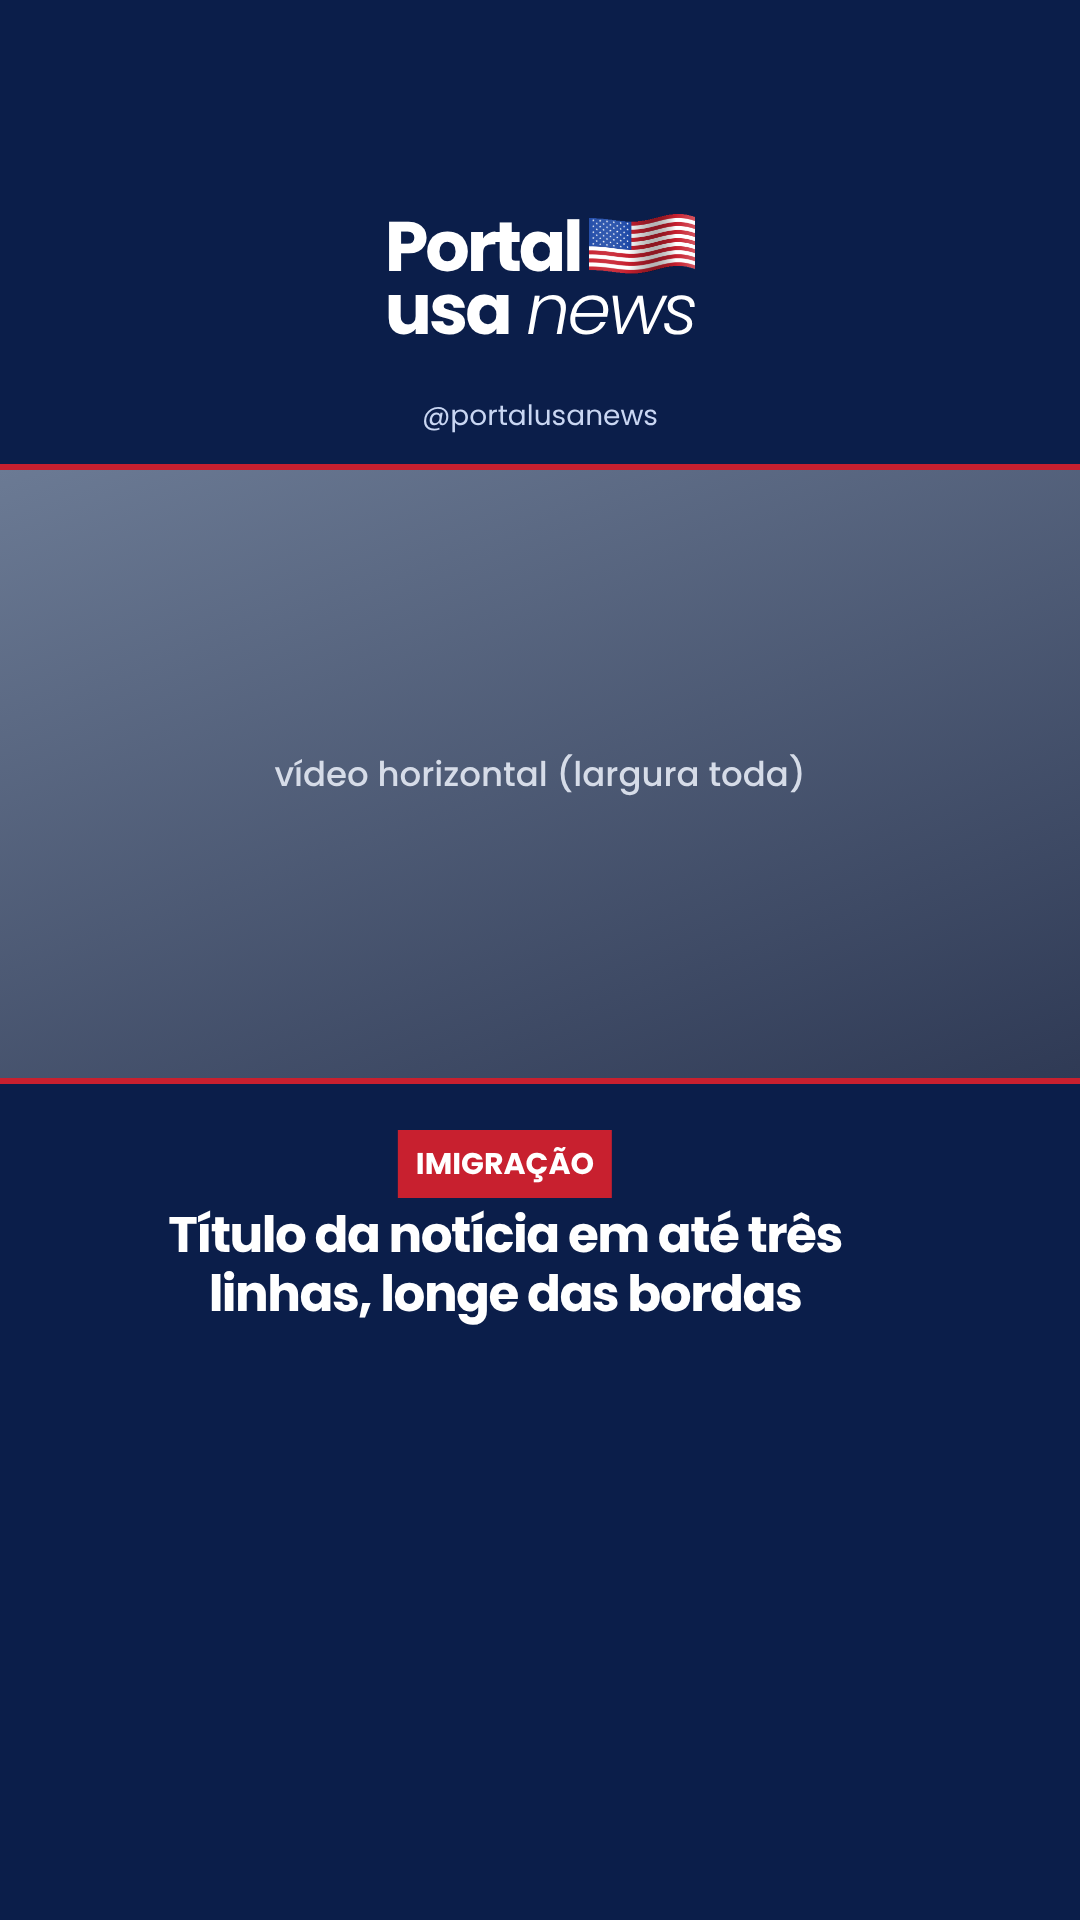 Portal
usa news
@portalusanews
vídeo horizontal (largura toda)
IMIGRAÇÃO
Título da notícia em até três
linhas, longe das bordas